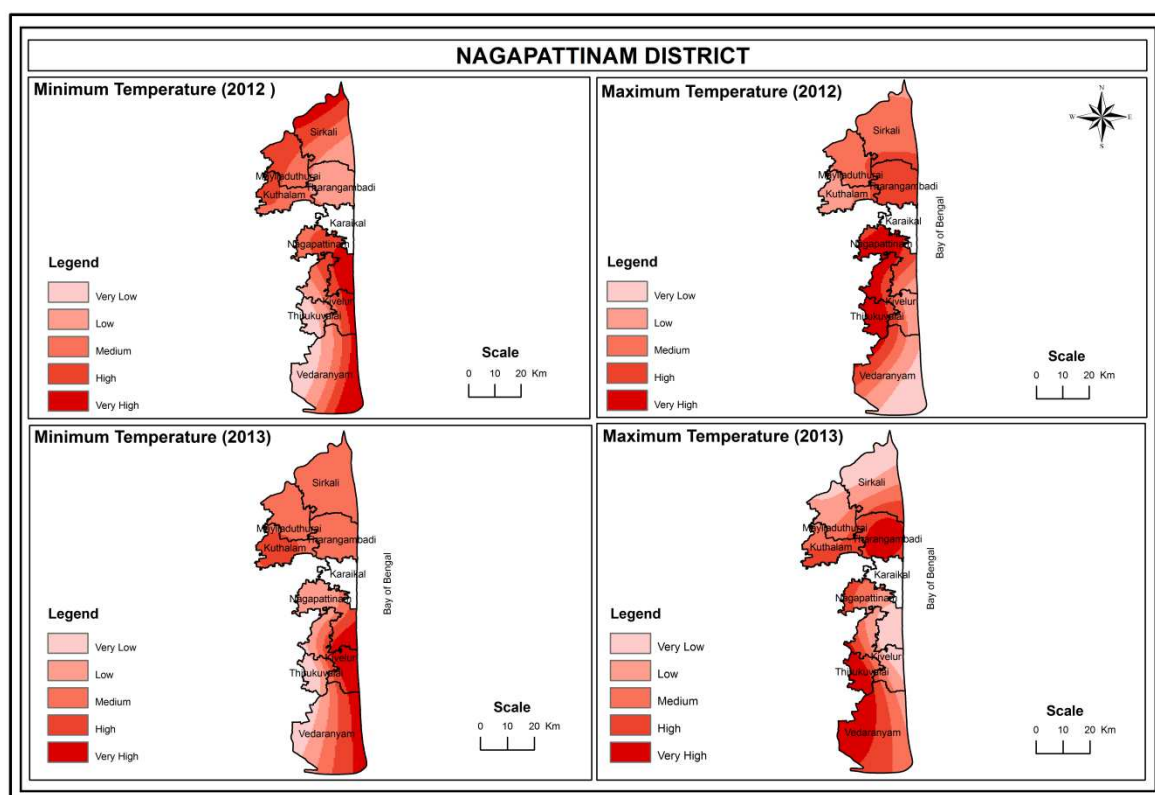 NAGAPATTINAM DISTRICT
Minimum Temperature (2012 )
Sirkali
Mayiladuthurai
Tharangambadi
Kuthalam
Karaikal
Nagapattinam
Kivelur
Thirukuvalai
Vedaranyam
Legend
Very Low
Low
Medium
High
Very High
Scale
0 10 20 Km
Maximum Temperature (2012)
N
W E
S
Sirkali
Mayiladuthurai
Tharangambadi
Kuthalam
Karaikal
Bay of Bengal
Nagapattinam
Kivelur
Thirukuvalai
Vedaranyam
Legend
Very Low
Low
Medium
High
Very High
Scale
0 10 20 Km
Minimum Temperature (2013)
Sirkali
Mayiladuthurai
Tharangambadi
Kuthalam
Karaikal
Bay of Bengal
Nagapattinam
Kivelur
Thirukuvalai
Vedaranyam
Legend
Very Low
Low
Medium
High
Very High
Scale
0 10 20 Km
Maximum Temperature (2013)
Sirkali
Mayiladuthurai
Tharangambadi
Kuthalam
Karaikal
Bay of Bengal
Nagapattinam
Kivelur
Thirukuvalai
Vedaranyam
Legend
Very Low
Low
Medium
High
Very High
Scale
0 10 20 Km